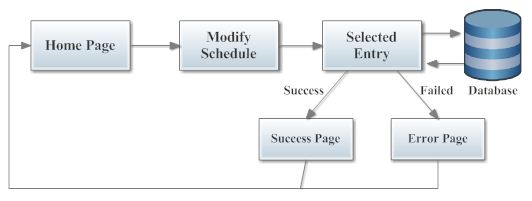 Home Page
Modify
Schedule
Selected
Entry
Success
Failed
Database
Success Page
Error Page